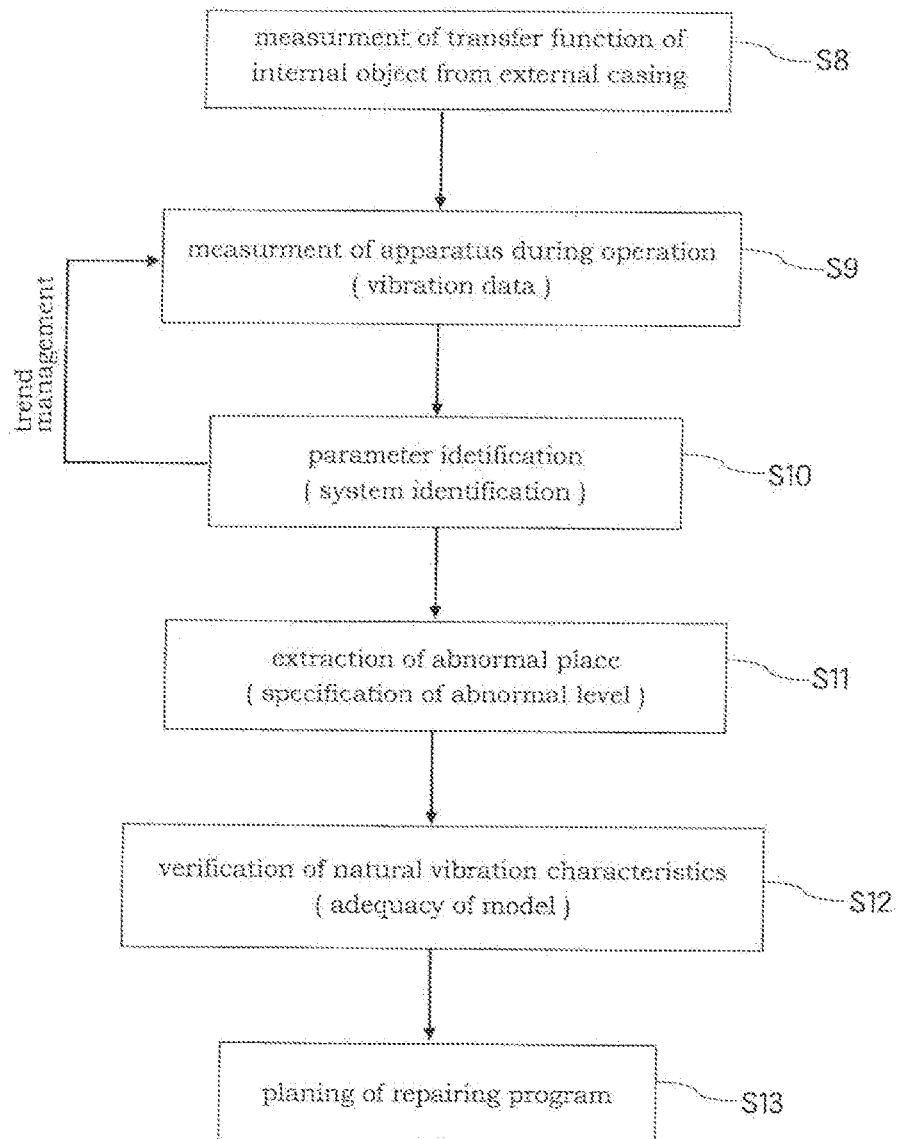 measurment of transfer function of
internal object from external casing
S8
measurment of apparatus during operation
( vibration data )
S9
trend
management
parameter idetification
( system identification )
S10
extraction of abnormal place
( specification of abnormal level )
S11
verification of natural vibration characteristics
( adequacy of model )
S12
planing of repairing program
S13